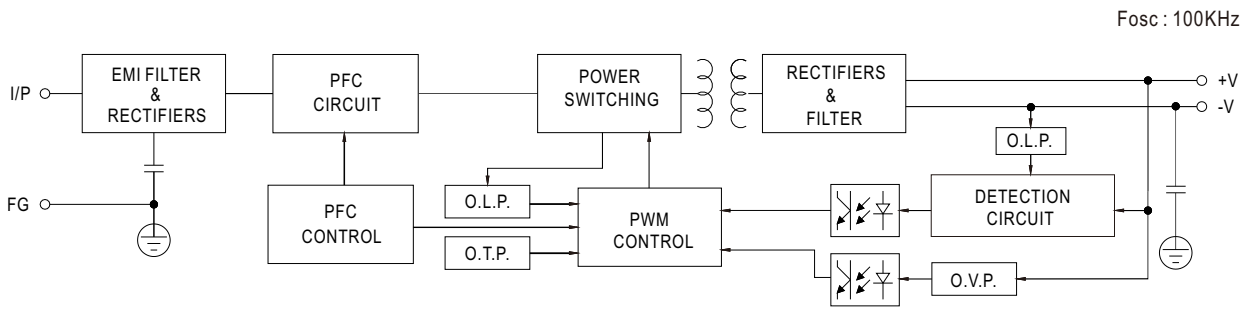 Fosc : 100KHz
I/P
EMI FILTER
&
RECTIFIERS
PFC
CIRCUIT
POWER
SWITCHING
RECTIFIERS
&
FILTER
+V
-V
O.L.P.
FG
PFC
CONTROL
O.L.P.
O.T.P.
PWM
CONTROL
DETECTION
CIRCUIT
O.V.P.